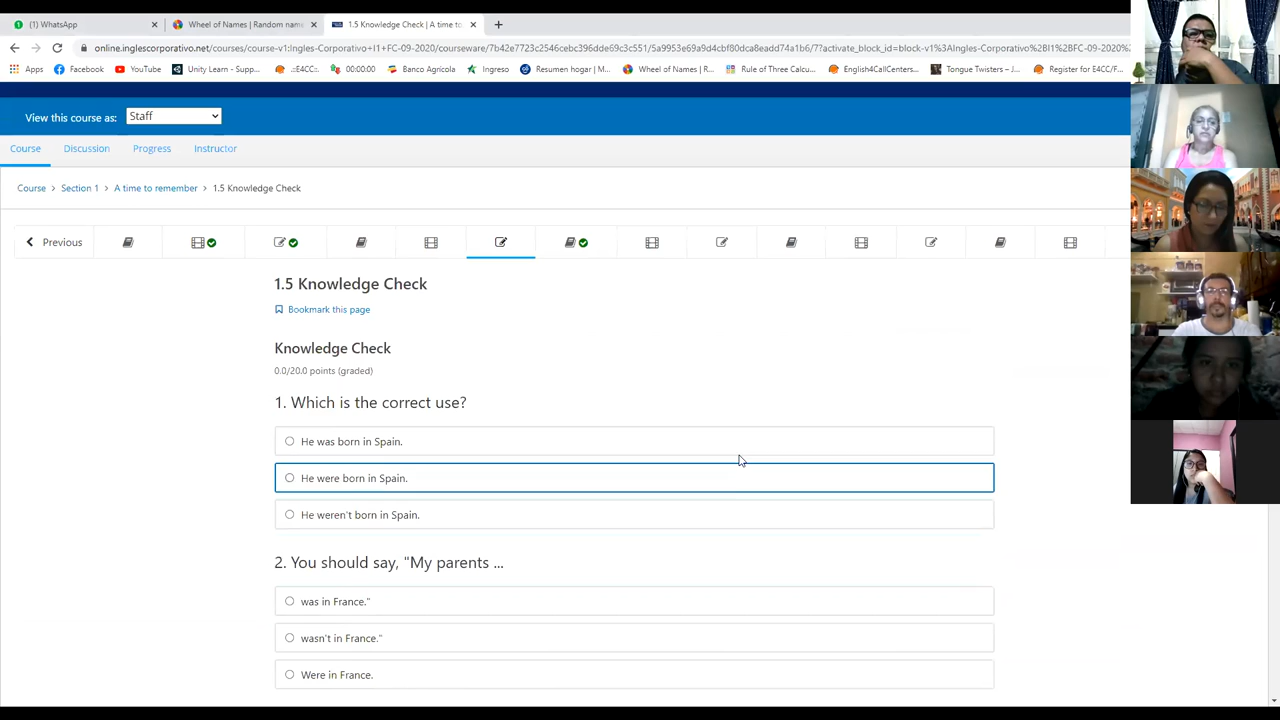 (1) WhatsApp
Wheel of Names | Random nam
1.5 Knowledge Check | A time to
Apps
Facebook
YouTube
Unity Learn - Supp...
.::E4CC::.
00:00:00
Banco Agrícola
Ingreso
Resumen hogar | M...
Wheel of Names | R...
Rule of Three Calcu...
English4CallCenters...
Tongue Twisters – J...
Register for E4CC/F...
View this course as: Staff
Course Discussion Progress Instructor
Course > Section 1 > A time to remember > 1.5 Knowledge Check
Previous
1.5 Knowledge Check
Bookmark this page
Knowledge Check
0.0/20.0 points (graded)
1. Which is the correct use?
He was born in Spain.
He were born in Spain.
He weren't born in Spain.
2. You should say, "My parents ...
was in France."
wasn't in France."
Were in France.